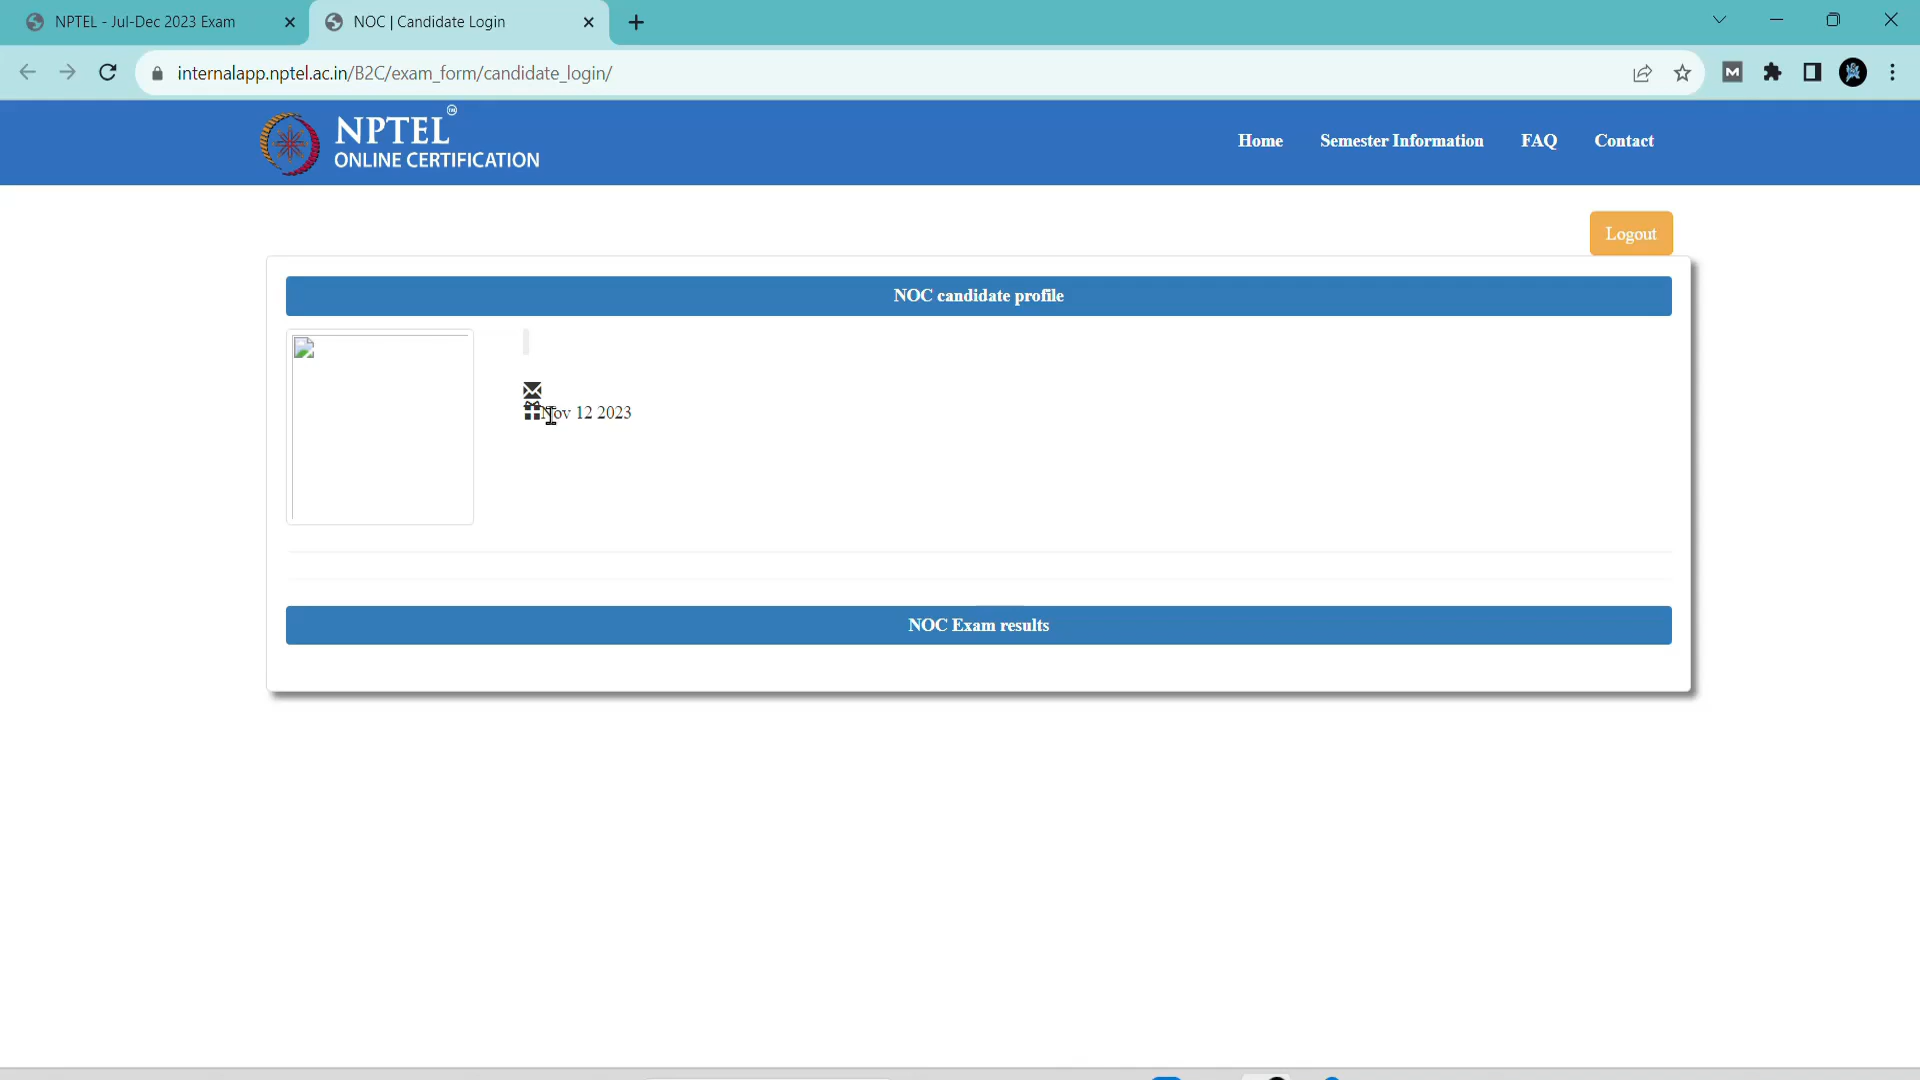 NPTEL - Jul-Dec 2023 Exam
NOC | Candidate Login
internalapp.nptel.ac.in/B2C/exam_form/candidate_login/
NPTEL
ONLINE CERTIFICATION
Home
Semester Information
FAQ
Contact
Logout
NOC candidate profile
Nov 12 2023
NOC Exam results